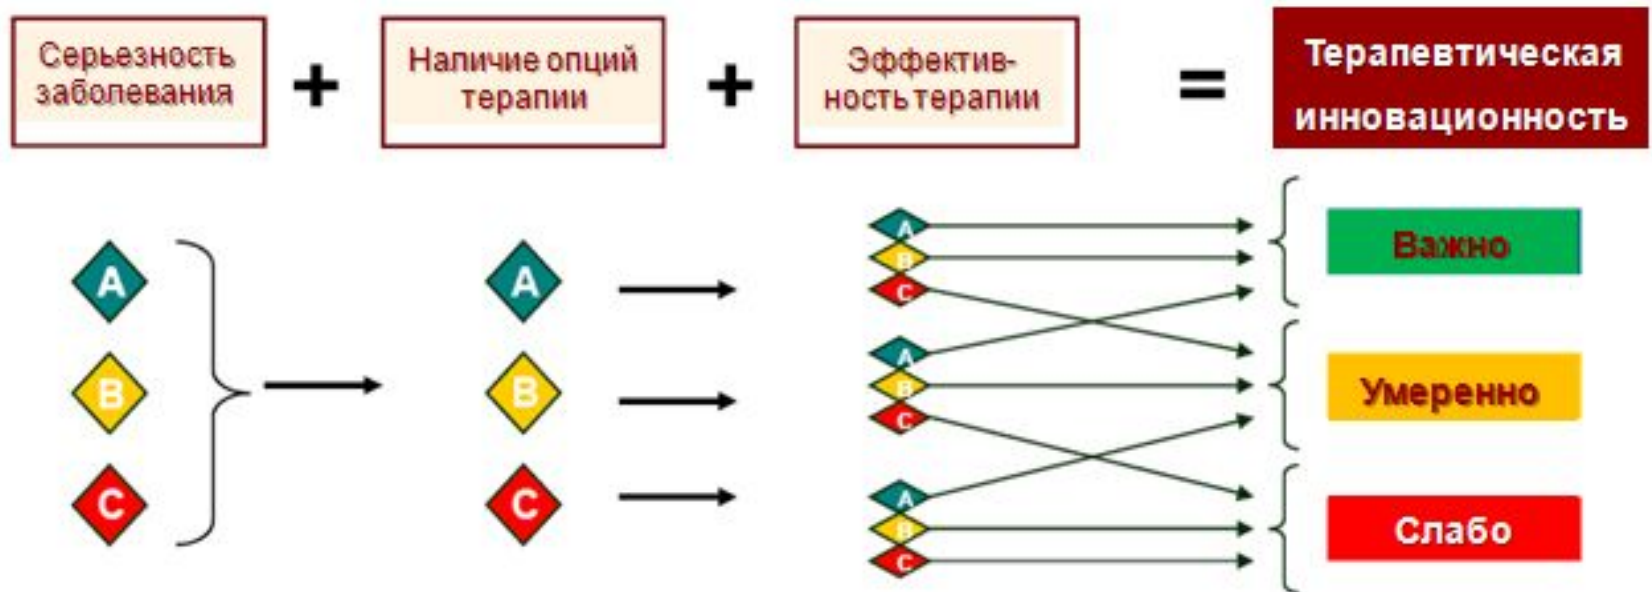 Серьезность
заболевания
+
Наличие опций
терапии
+
Эффектив-
ность терапии
=
Терапевтическая
инновационность
A
B
C
A
B
C
A
B
C
A
B
C
A
B
C
Важно
Умеренно
Слабо